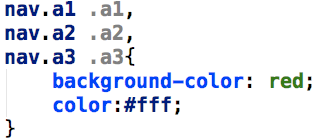 nav.a1 .a1,
nav.a2 .a2,
nav.a3 .a3{
    background-color: red;
    color:#fff;
}